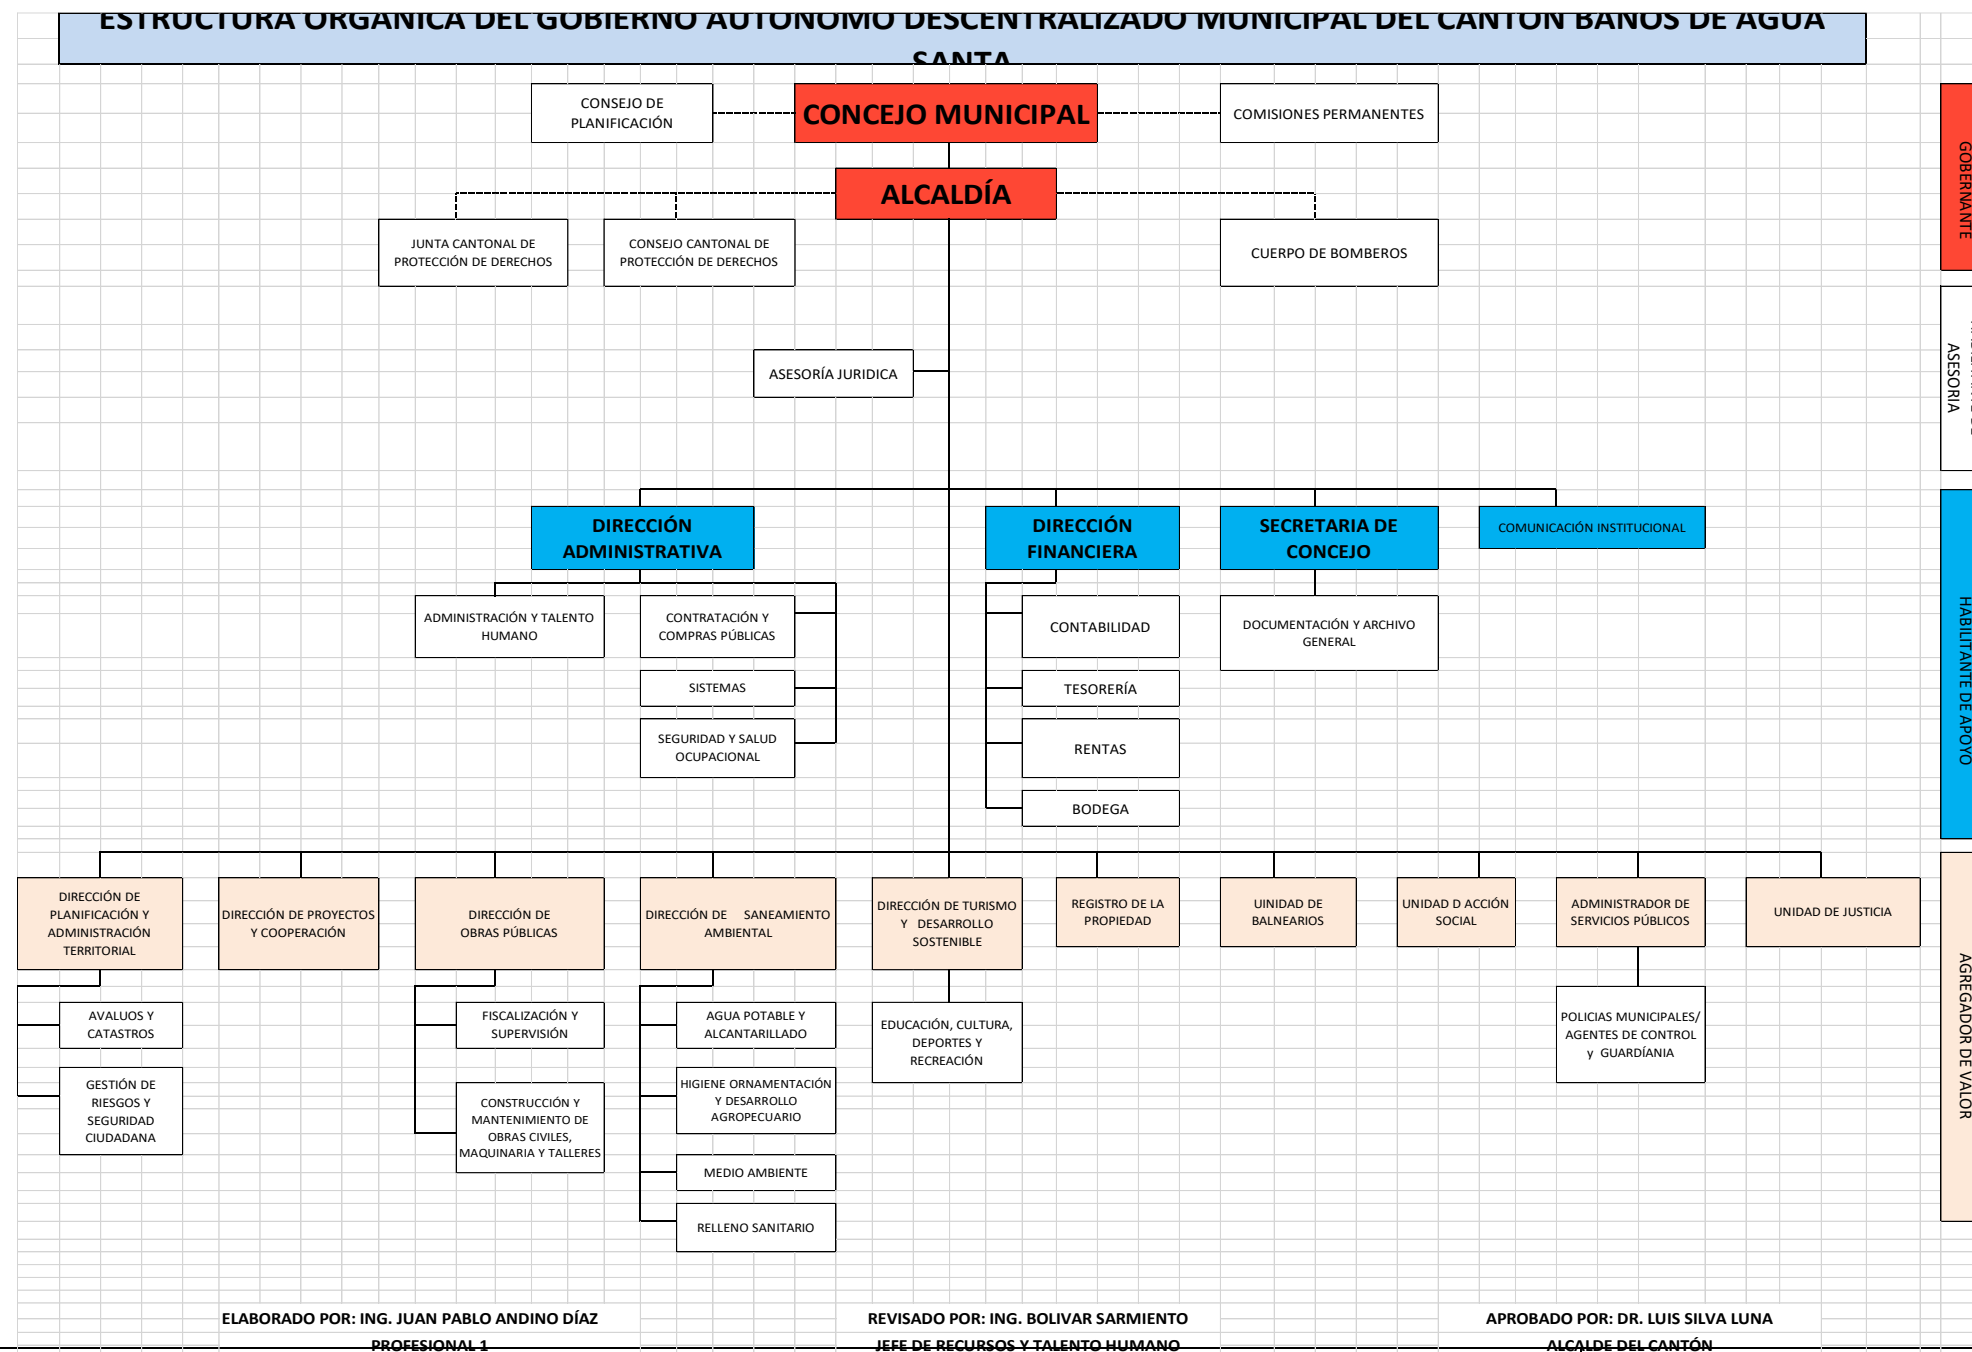 ESTRUCTURA ORGÁNICA DEL GOBIERNO AUTÓNOMO DESCENTRALIZADO MUNICIPAL DEL CANTÓN BAÑOS DE AGUA
SANTA
CONSEJO DE
PLANIFICACIÓN
CONCEJO MUNICIPAL
COMISIONES PERMANENTES
ALCALDÍA
JUNTA CANTONAL DE
PROTECCIÓN DE DERECHOS
CONSEJO CANTONAL DE
PROTECCIÓN DE DERECHOS
CUERPO DE BOMBEROS
GOBERNANTE
ASESORÍA JURIDICA
ASESORIA
DIRECCIÓN
ADMINISTRATIVA
DIRECCIÓN
FINANCIERA
SECRETARIA DE
CONCEJO
COMUNICACIÓN INSTITUCIONAL
ADMINISTRACIÓN Y TALENTO
HUMANO
CONTRATACIÓN Y
COMPRAS PÚBLICAS
SISTEMAS
SEGURIDAD Y SALUD
OCUPACIONAL
CONTABILIDAD
TESORERÍA
RENTAS
BODEGA
DOCUMENTACIÓN Y ARCHIVO
GENERAL
HABILITANTE DE APOYO
DIRECCIÓN DE
PLANIFICACIÓN Y
ADMINISTRACIÓN
TERRITORIAL
DIRECCIÓN DE PROYECTOS
Y COOPERACIÓN
DIRECCIÓN DE
OBRAS PÚBLICAS
DIRECCIÓN DE SANEAMIENTO
AMBIENTAL
DIRECCIÓN DE TURISMO
Y DESARROLLO
SOSTENIBLE
REGISTRO DE LA
PROPIEDAD
UINIDAD DE
BALNEARIOS
UNIDAD D ACCIÓN
SOCIAL
ADMINISTRADOR DE
SERVICIOS PÚBLICOS
UNIDAD DE JUSTICIA
AVALUOS Y
CATASTROS
GESTIÓN DE
RIESGOS Y
SEGURIDAD
CIUDADANA
FISCALIZACIÓN Y
SUPERVISIÓN
CONSTRUCCIÓN Y
MANTENIMIENTO DE
OBRAS CIVILES,
MAQUINARIA Y TALLERES
AGUA POTABLE Y
ALCANTARILLADO
HIGIENE ORNAMENTACIÓN
Y DESARROLLO
AGROPECUARIO
MEDIO AMBIENTE
RELLENO SANITARIO
EDUCACIÓN, CULTURA,
DEPORTES Y
RECREACIÓN
POLICIAS MUNICIPALES/
AGENTES DE CONTROL
y GUARDÍANIA
AGREGADOR DE VALOR
ELABORADO POR: ING. JUAN PABLO ANDINO DÍAZ
PROFESIONAL 1
REVISADO POR: ING. BOLIVAR SARMIENTO
JEFE DE RECURSOS Y TALENTO HUMANO
APROBADO POR: DR. LUIS SILVA LUNA
ALCALDE DEL CANTÓN